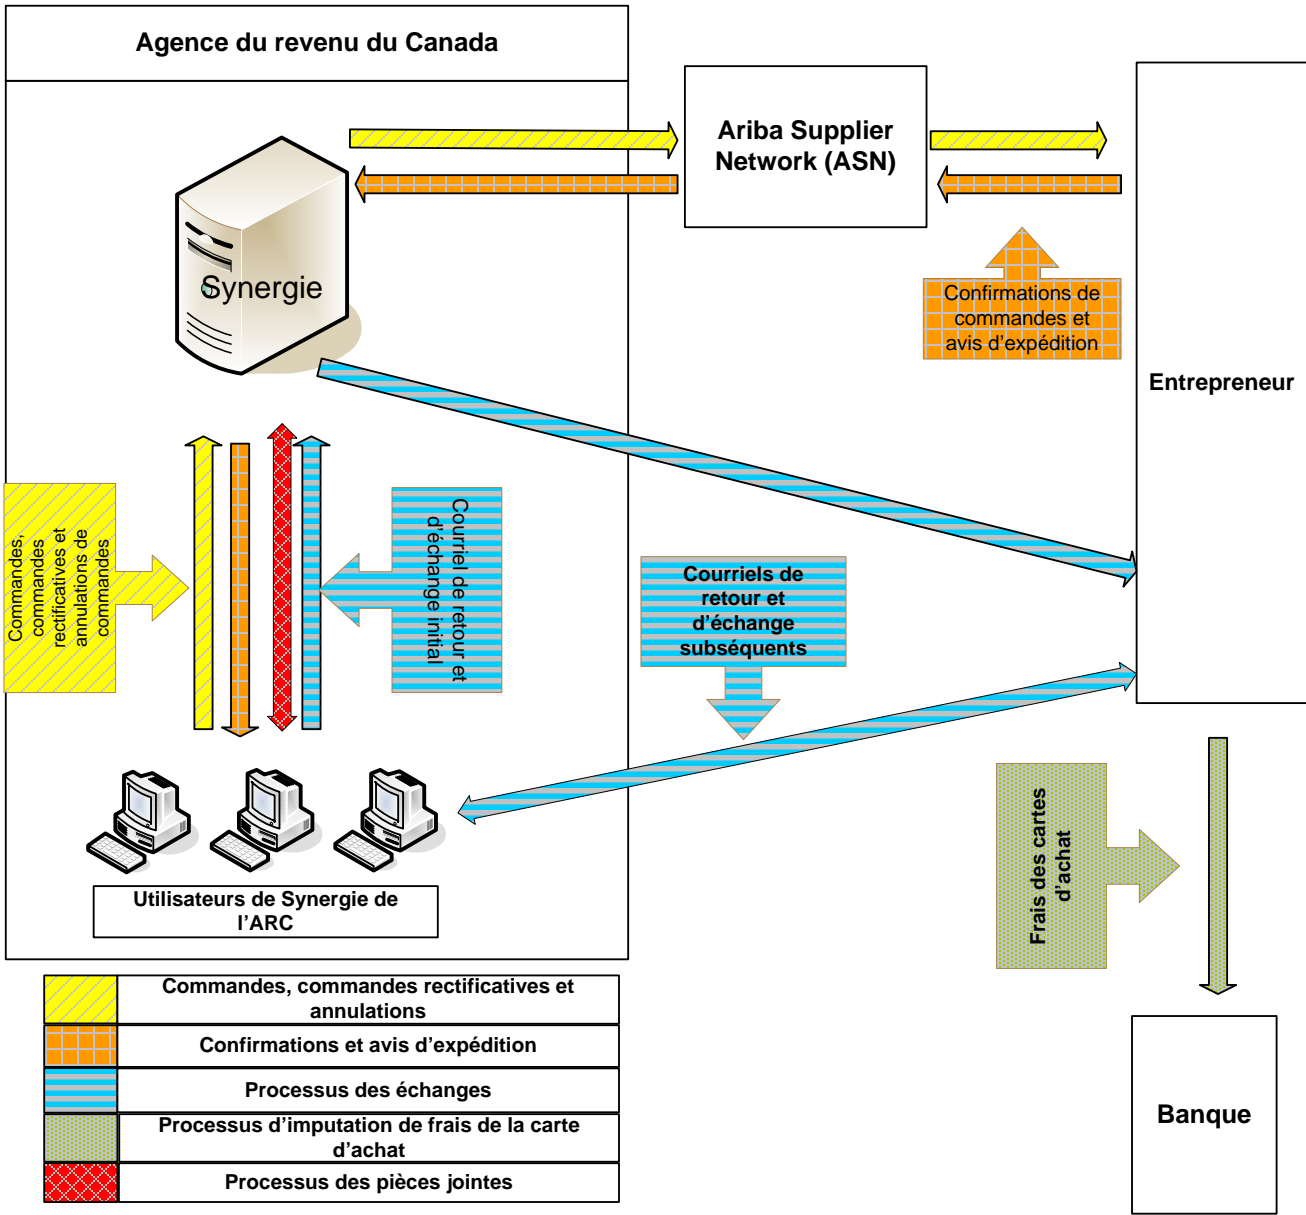 Agence du revenu du Canada
Ariba Supplier
Network (ASN)
Synergie
Confirmations de
commandes et
avis d'expédition
Entrepreneur
Commandes,
commandes
rectificatives et
annulations de
commandes
Courriel de retour et
d'échange initial
Courriels de
retour et
d'échange
subséquents
Frais des cartes
d'achat
Utilisateurs de Synergie de
l'ARC
Commandes, commandes rectificatives et
annulations
Confirmations et avis d'expédition
Processus des échanges
Processus d'imputation de frais de la carte
d'achat
Processus des pièces jointes
Banque